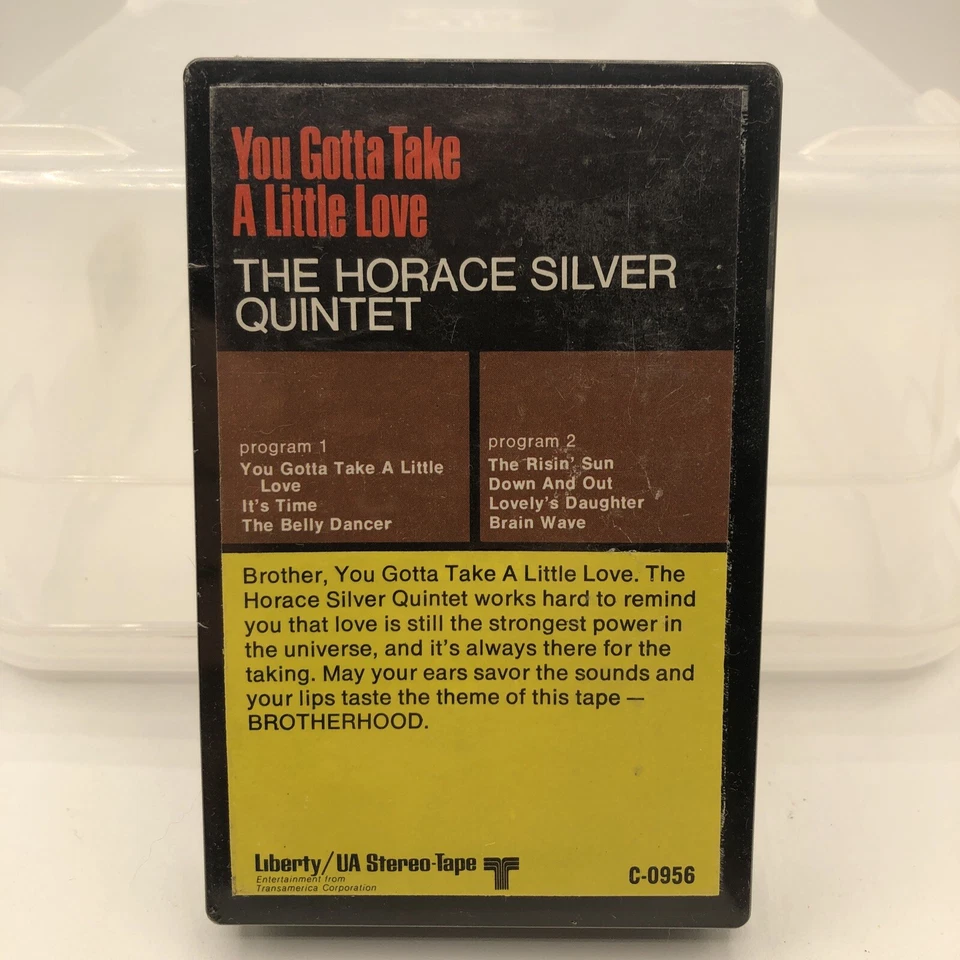 You Gotta Take
A Little Love
THE HORACE SILVER
QUINTET
program 1
You Gotta Take A Little
Love
It's Time
The Belly Dancer
program 2
The Risin' Sun
Down And Out
Lovely's Daughter
Brain Wave
Brother, You Gotta Take A Little Love. The
Horace Silver Quintet works hard to remind
you that love is still the strongest power in
the universe, and it's always there for the
taking. May your ears savor the sounds and
your lips taste the theme of this tape —
BROTHERHOOD.
Liberty/UA Stereo-Tape
Entertainment from
Transamerica Corporation
C-0956